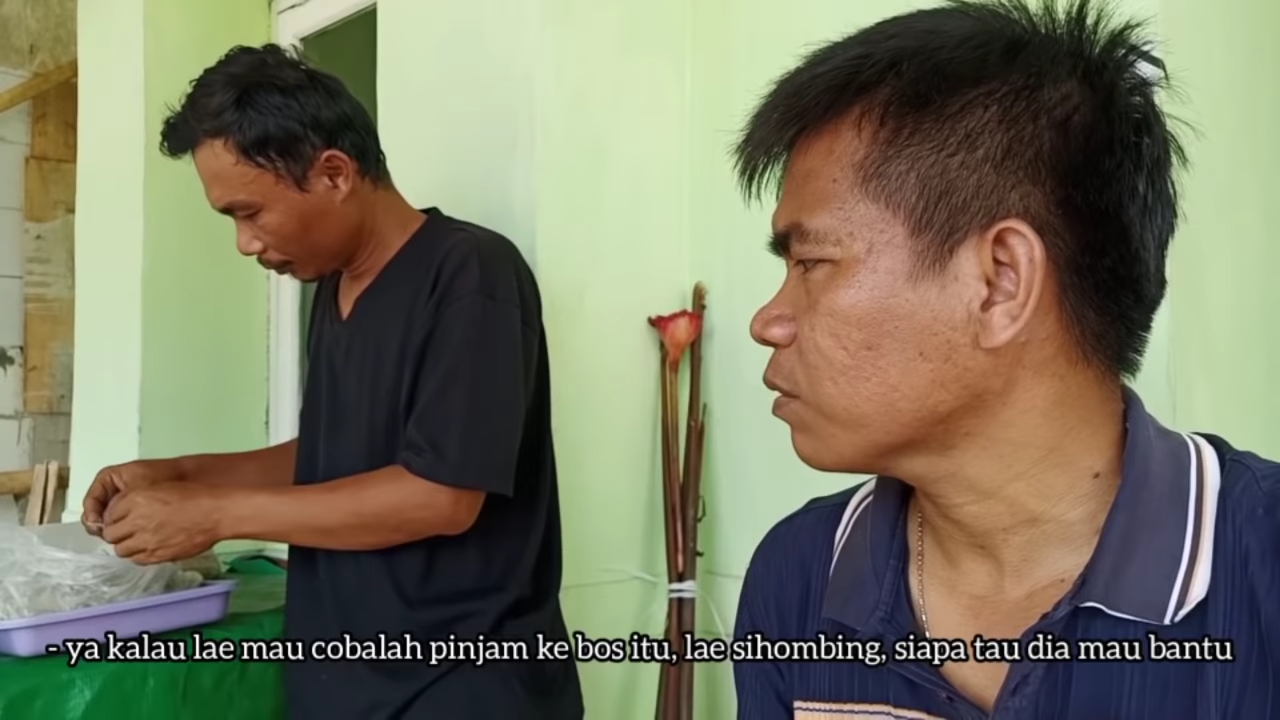 - ya kalau lae mau cobalah pinjam ke bos itu, lae sihombing, siapa tau dia mau bantu